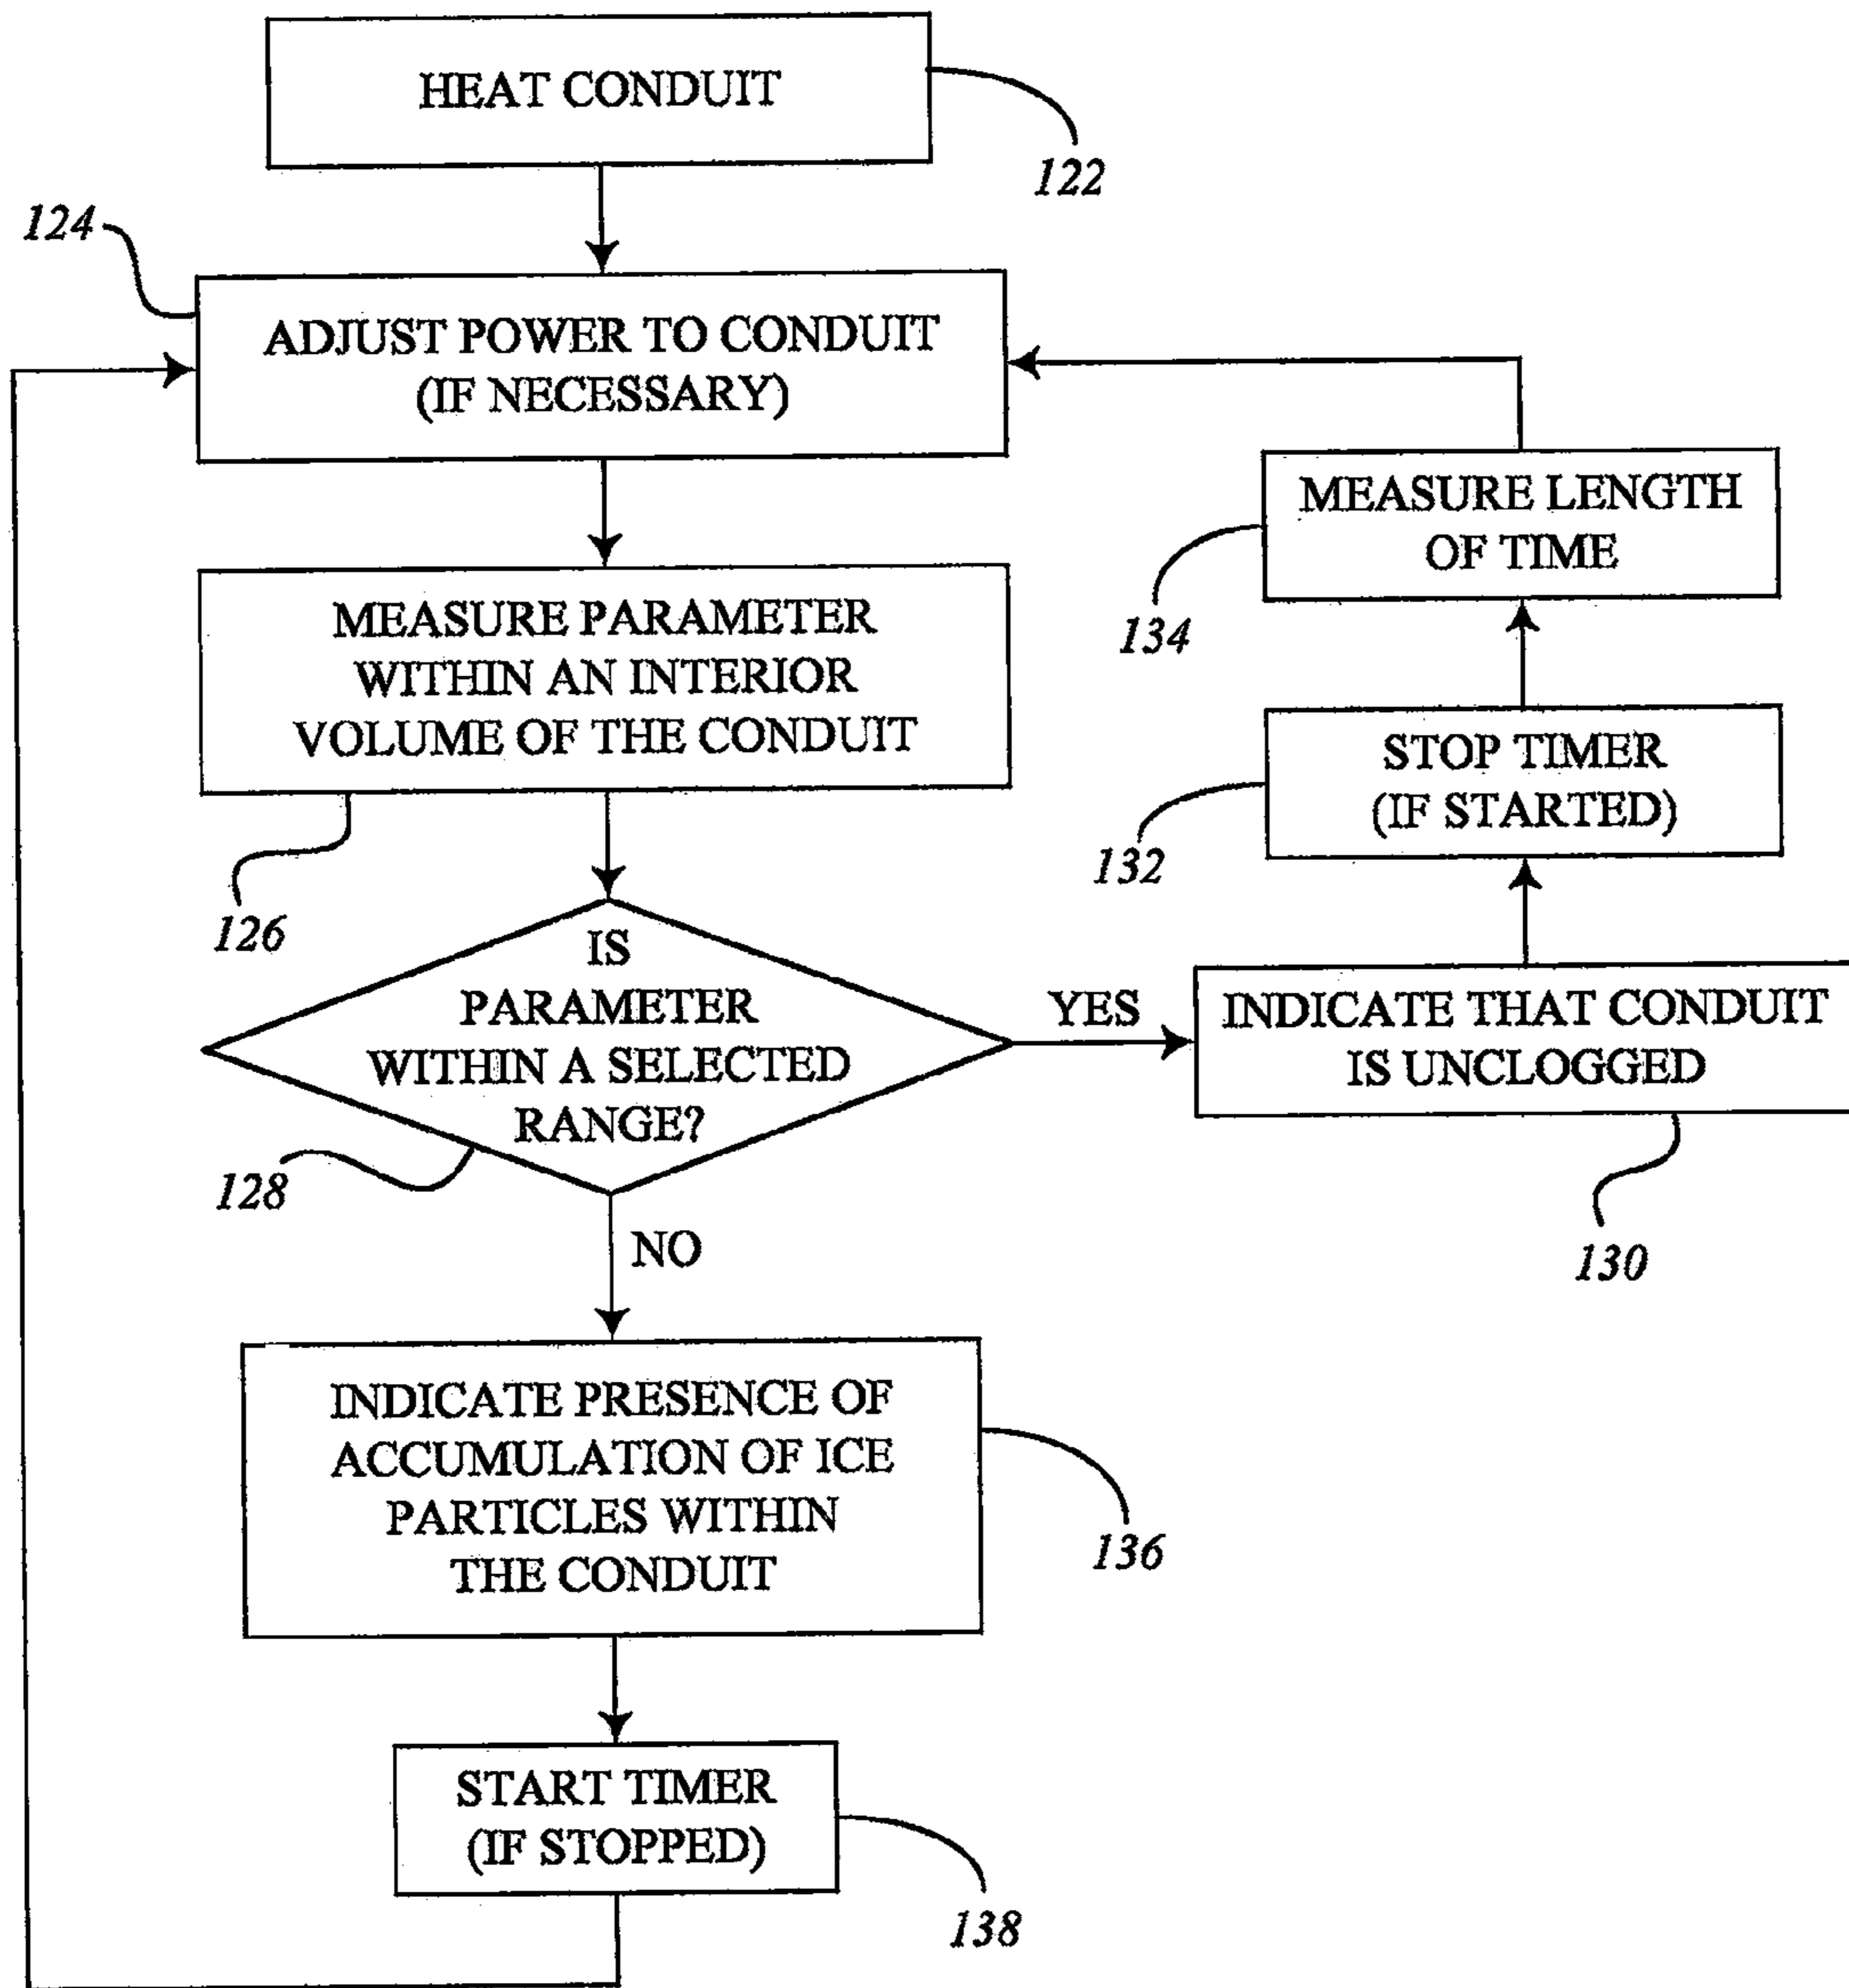 HEAT CONDUIT
122
124
ADJUST POWER TO CONDUIT
(IF NECESSARY)
MEASURE PARAMETER
WITHIN AN INTERIOR
VOLUME OF THE CONDUIT
126
IS
PARAMETER
WITHIN A SELECTED
RANGE?
128
YES
INDICATE THAT CONDUIT
IS UNCLOGGED
130
STOP TIMER
(IF STARTED)
132
MEASURE LENGTH
OF TIME
134
NO
INDICATE PRESENCE OF
ACCUMULATION OF ICE
PARTICLES WITHIN
THE CONDUIT
136
START TIMER
(IF STOPPED)
138